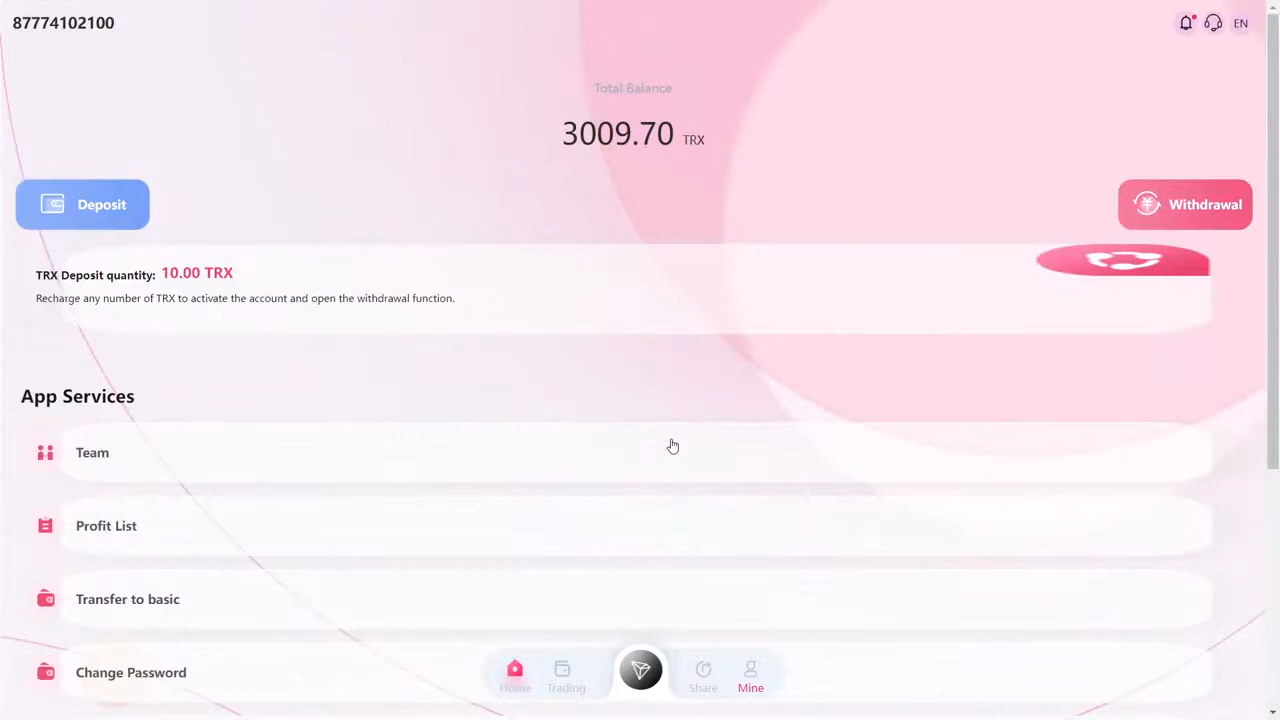 87774102100
EN
Total Balance
3009.70 TRX
Deposit
Withdrawal
TRX Deposit quantity: 10.00 TRX
Recharge any number of TRX to activate the account and open the withdrawal function.
App Services
Team
Profit List
Transfer to basic
Change Password
Home
Trading
Share
Mine